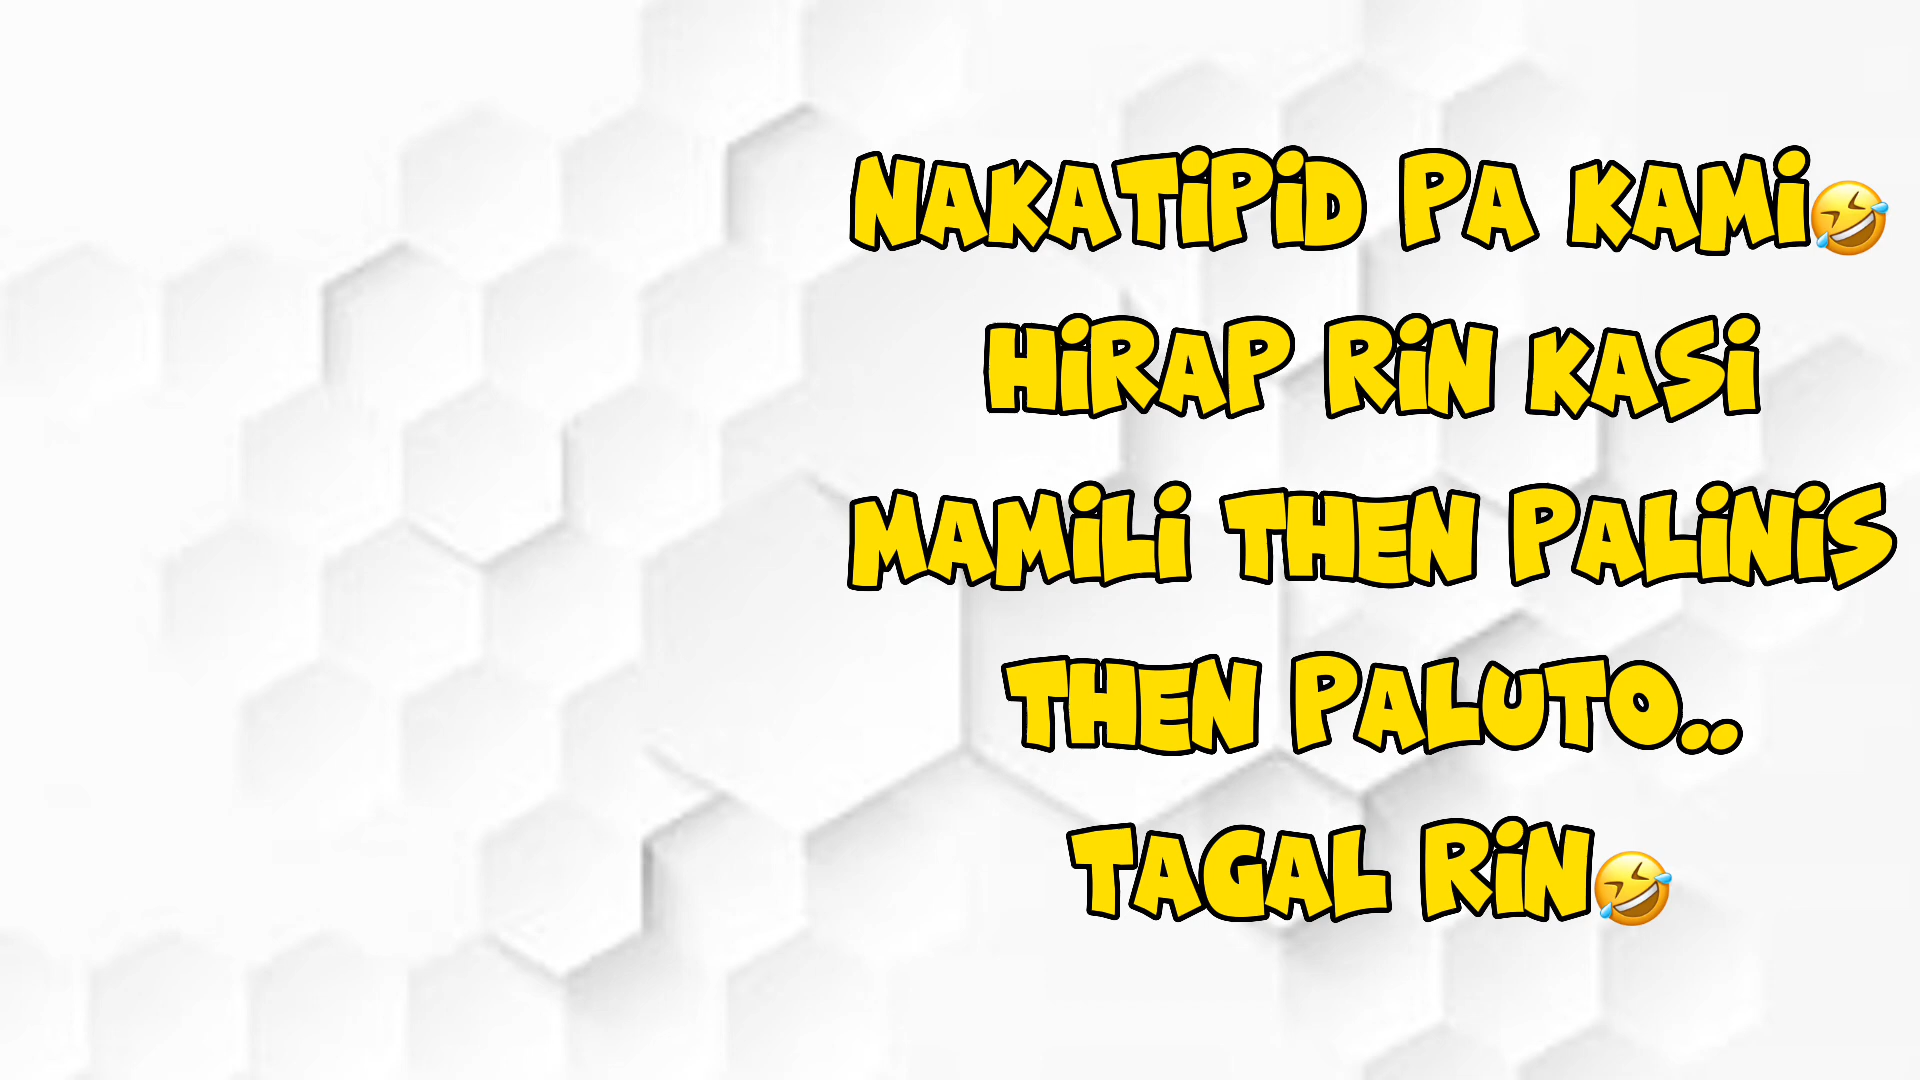 NAKATIPID PA KAMI🤣
HIRAP RIN KASI
MAMILI THEN PALINIS
THEN PALUTO..
TAGAL RIN🤣